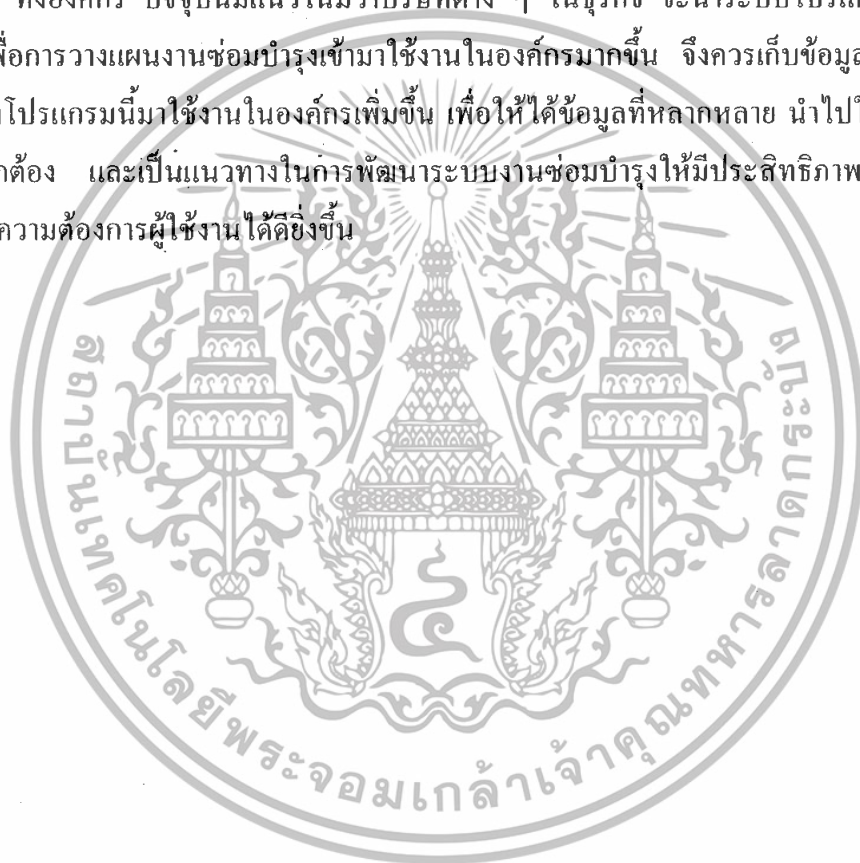 ทั้งองค์กร ปัจจุบันมีแนวโน้มว่าบริษัทต่าง ๆ ในธุรกิจ จะนำระบบโปรแ
พื่อการวางแผนงานซ่อมบำรุงเข้ามาใช้งานในองค์กรมากขึ้น จึงควรเก็บข้อมูล
โปรแกรมนี้มาใช้งานในองค์กรเพิ่มขึ้น เพื่อให้ได้ข้อมูลที่หลากหลาย นำไปใ
กต้อง และเป็นแนวทางในการพัฒนาระบบงานซ่อมบำรุงให้มีประสิทธิภาพ
ความต้องการผู้ใช้งานได้ดียิ่งขึ้น
สถาบันเทคโนโลยีพระจอมเกล้าเจ้าคุณทหารลาดกระบัง
๔